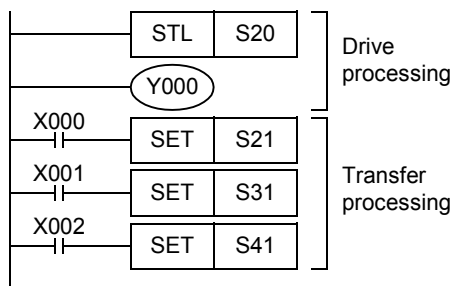 STL S20
Drive
processing
Y000
X000
SET S21
X001
SET S31
Transfer
processing
X002
SET S41